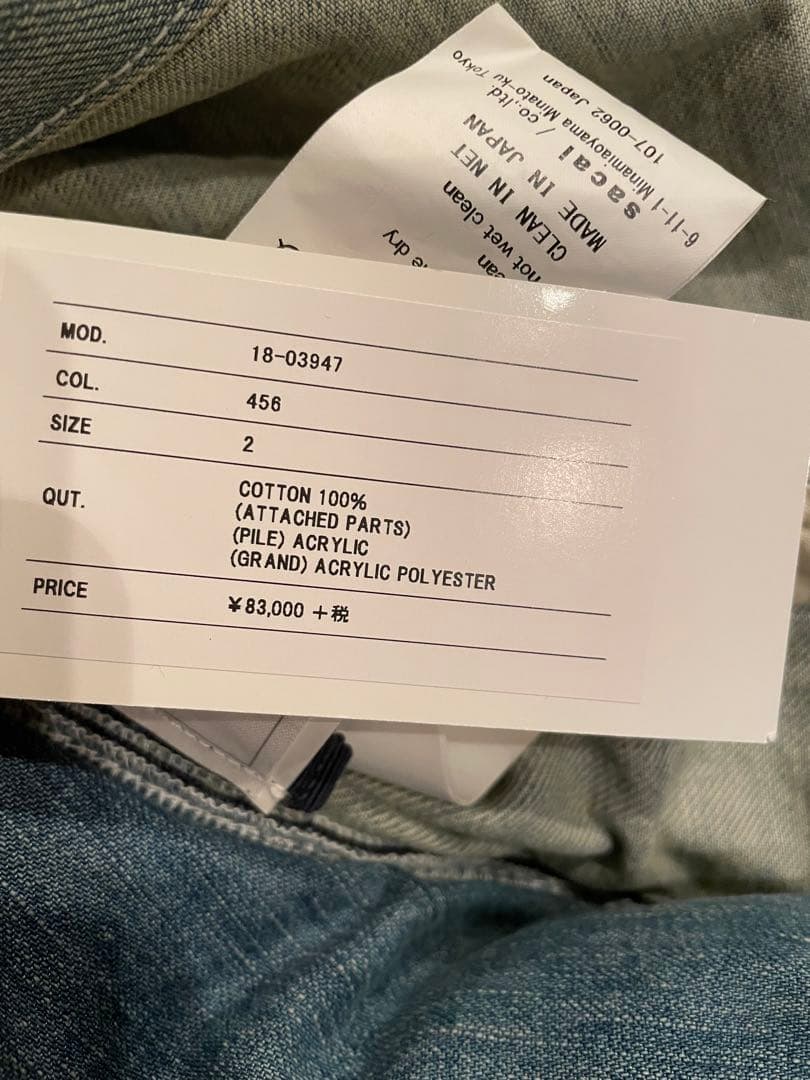 MOD. 18-03947
COL. 456
SIZE 2
QUT. COTTON 100%
(ATTACHED PARTS)
(PILE) ACRYLIC
(GRAND) ACRYLIC POLYESTER
PRICE ¥83,000 +税
e dry
not wet clean
CLEAN IN NET
MADE IN JAPAN
sacai / co.,ltd.
6-11-1 Minamiaoyama Minato-ku Tokyo
107-0062 Japan